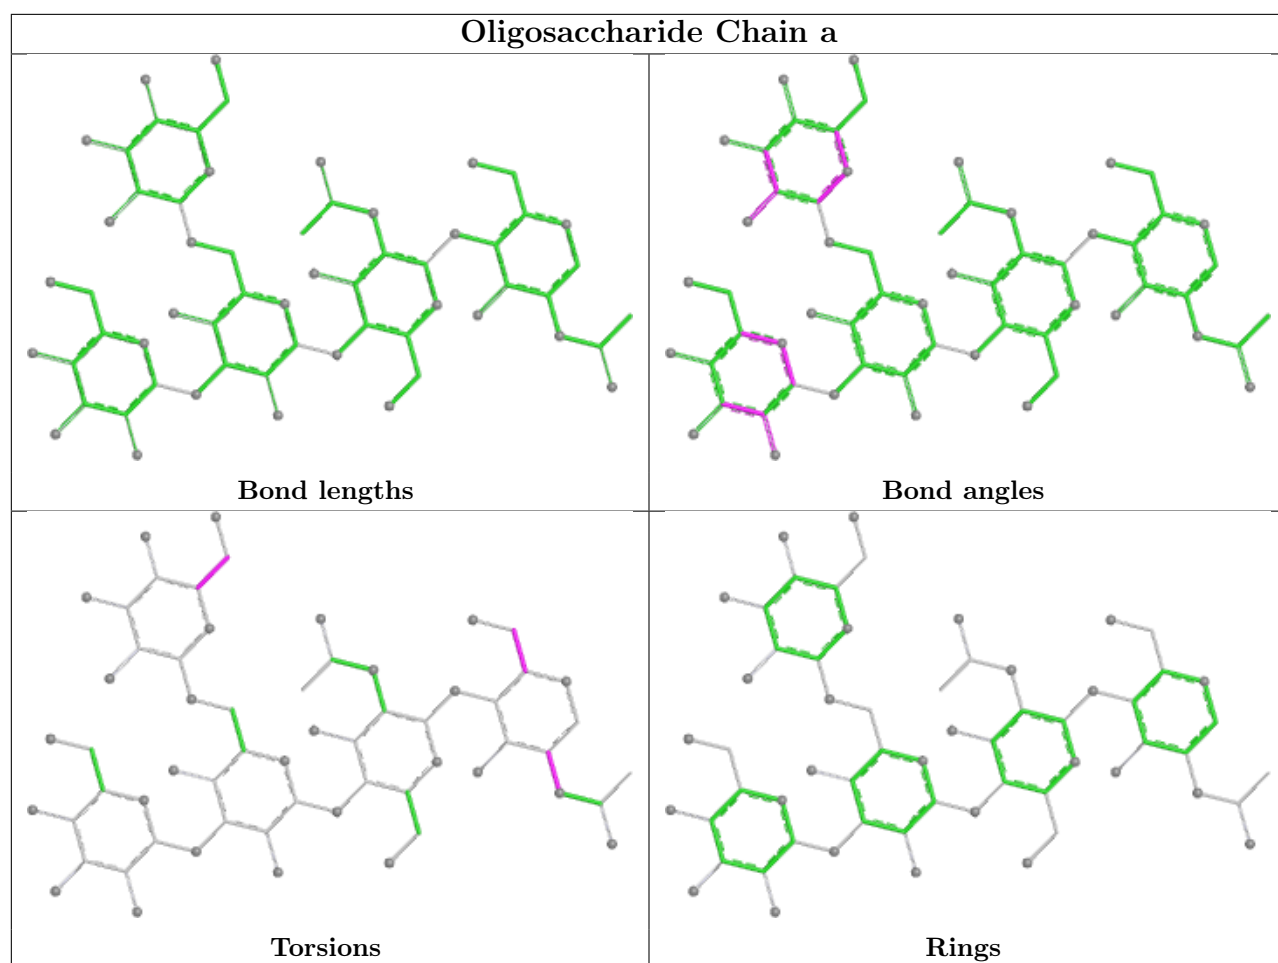 Oligosaccharide Chain a
Bond lengths
Bond angles
Torsions
Rings